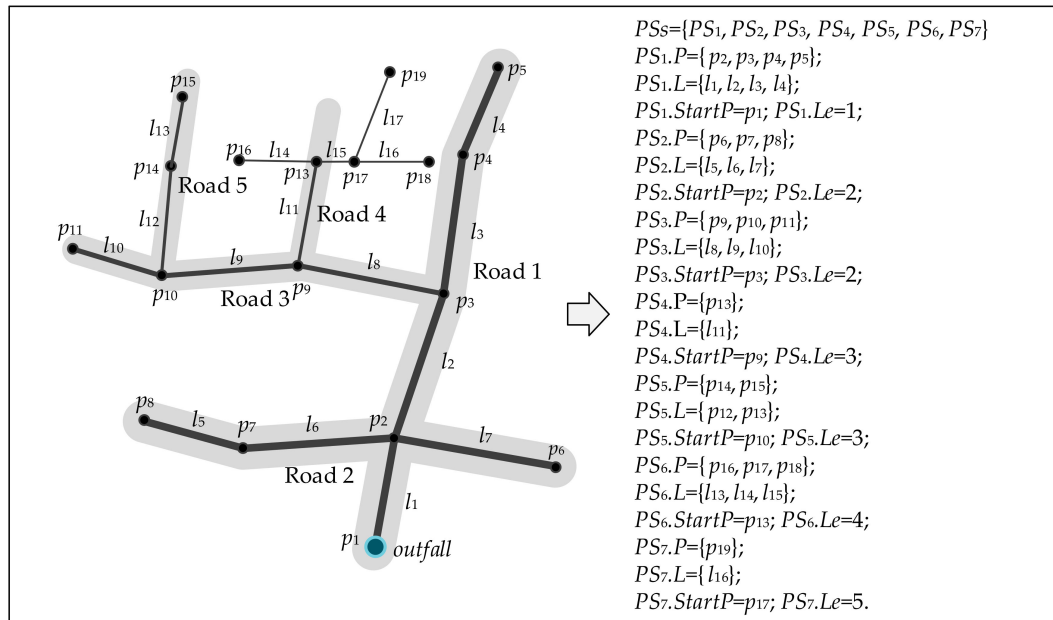 p15
p19
p5
l13
l17
l4
p16
l14
l15
l16
p4
p14
p13
p17
p18
Road 5
l12
l11
Road 4
l3
p11
l10
l9
l8
Road 1
p10
Road 3
p9
p3
l2
p8
l5
p7
l6
p2
l7
p6
Road 2
l1
p1
outfall
PSs={PS1, PS2, PS3, PS4, PS5, PS6, PS7}
PS1.P={p2, p3, p4, p5};
PS1.L={l1, l2, l3, l4};
PS1.StartP=p1; PS1.Le=1;
PS2.P={p6, p7, p8};
PS2.L={l5, l6, l7};
PS2.StartP=p2; PS2.Le=2;
PS3.P={p9, p10, p11};
PS3.L={l8, l9, l10};
PS3.StartP=p3; PS3.Le=2;
PS4.P={p13};
PS4.L={l11};
PS4.StartP=p9; PS4.Le=3;
PS5.P={p14, p15};
PS5.L={p12, p13};
PS5.StartP=p10; PS5.Le=3;
PS6.P={p16, p17, p18};
PS6.L={l13, l14, l15};
PS6.StartP=p13; PS6.Le=4;
PS7.P={p19};
PS7.L={l16};
PS7.StartP=p17; PS7.Le=5.